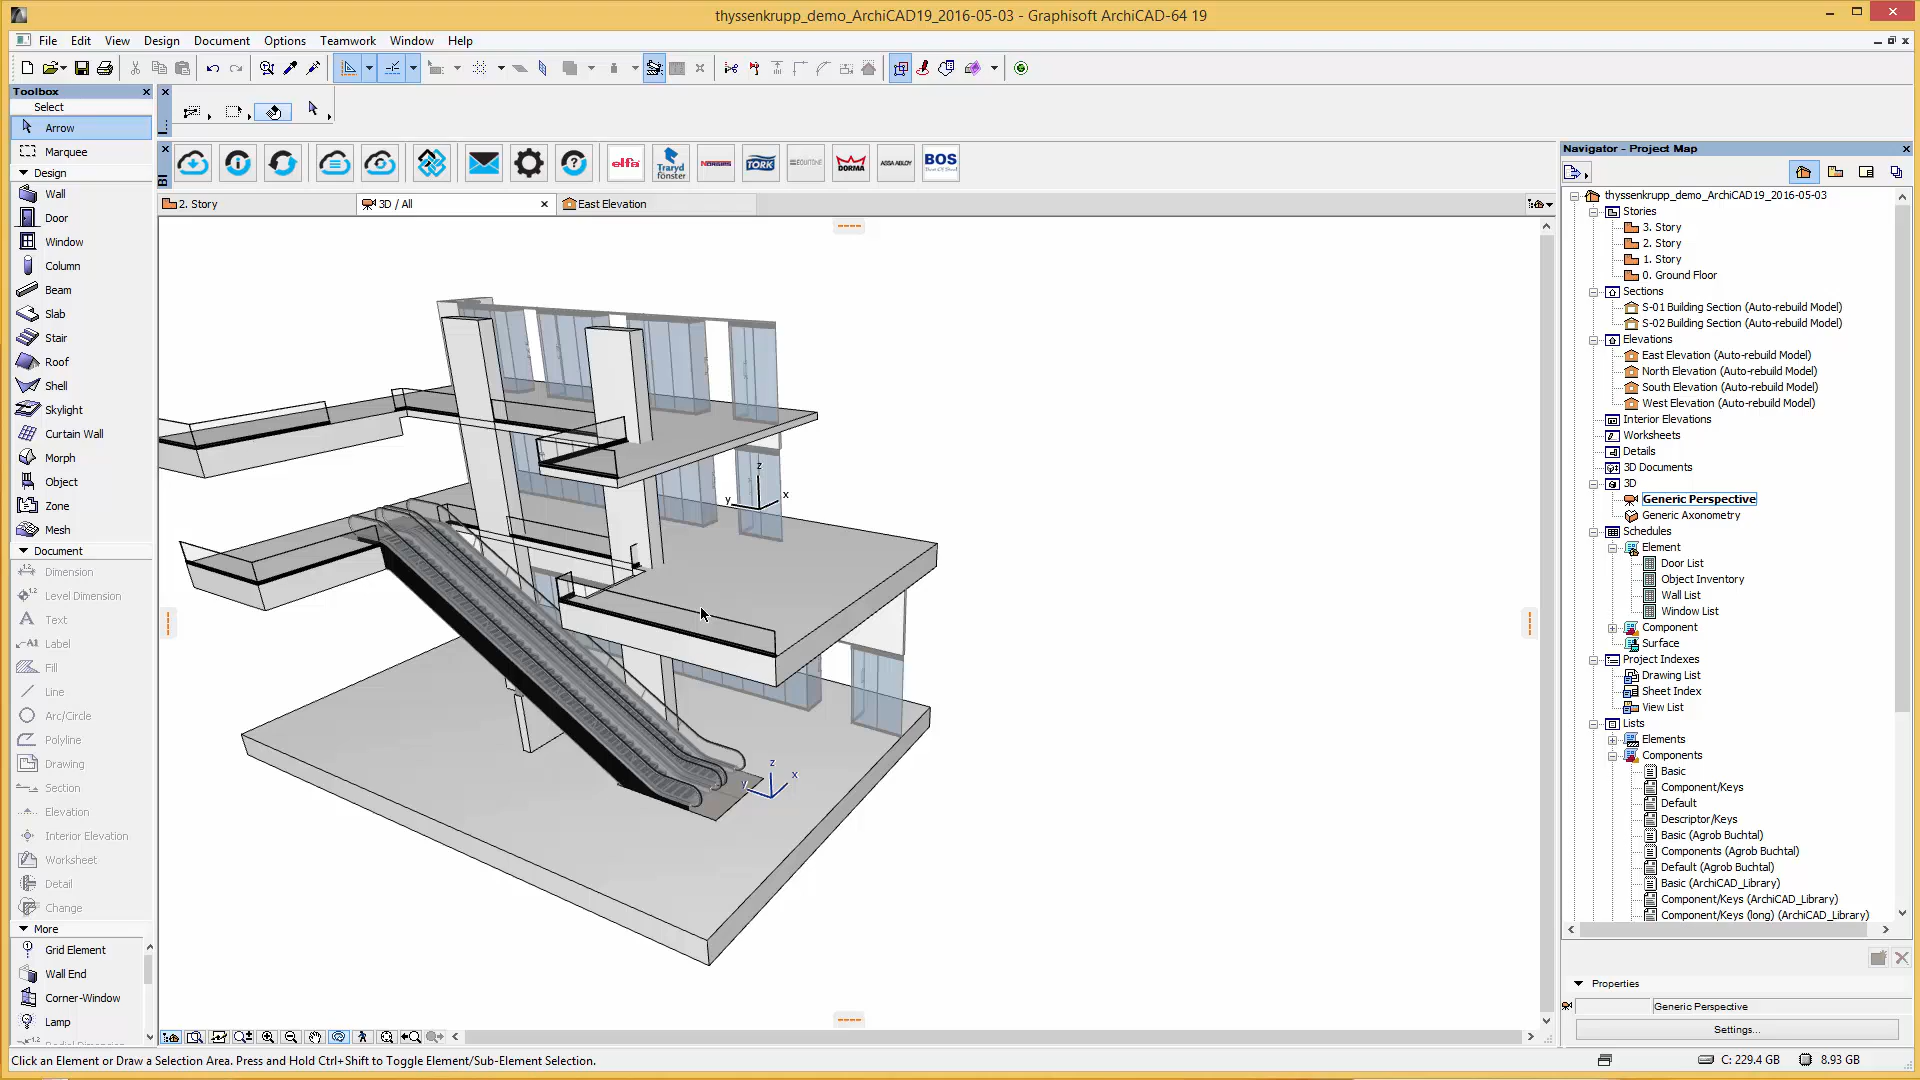 thyssenkrupp_demo_ArchiCAD19_2016-05-03 - Graphisoft ArchiCAD-64 19
File Edit View Design Document Options Teamwork Window Help
Toolbox
Select
Arrow
Marquee
Design
Wall
Door
Window
Column
Beam
Slab
Stair
Roof
Shell
Skylight
Curtain Wall
Morph
Object
Zone
Mesh
Document
Dimension
Level Dimension
Text
Label
Fill
Line
Arc/Circle
Polyline
Drawing
Section
Elevation
Interior Elevation
Worksheet
Detail
Change
More
Grid Element
Wall End
Corner-Window
Lamp
Radial Dimension
elfa
Traryd
fönster
NORGIPS
TORK
EQUITONE
DORMA
ASSA ABLOY
BOS
2. Story
3D / All
East Elevation
z
y
x
z
y
x
Navigator - Project Map
thyssenkrupp_demo_ArchiCAD19_2016-05-03
Stories
3. Story
2. Story
1. Story
0. Ground Floor
Sections
S-01 Building Section (Auto-rebuild Model)
S-02 Building Section (Auto-rebuild Model)
Elevations
East Elevation (Auto-rebuild Model)
North Elevation (Auto-rebuild Model)
South Elevation (Auto-rebuild Model)
West Elevation (Auto-rebuild Model)
Interior Elevations
Worksheets
Details
3D Documents
3D
Generic Perspective
Generic Axonometry
Schedules
Element
Door List
Object Inventory
Wall List
Window List
Component
Surface
Project Indexes
Drawing List
Sheet Index
View List
Lists
Elements
Components
Basic
Component/Keys
Default
Descriptor/Keys
Basic (Agrob Buchtal)
Components (Agrob Buchtal)
Default (Agrob Buchtal)
Basic (ArchiCAD_Library)
Component/Keys (ArchiCAD_Library)
Component/Keys (long) (ArchiCAD_Library)
Properties
Generic Perspective
Settings...
Click an Element or Draw a Selection Area. Press and Hold Ctrl+Shift to Toggle Element/Sub-Element Selection.
C: 229.4 GB
8.93 GB